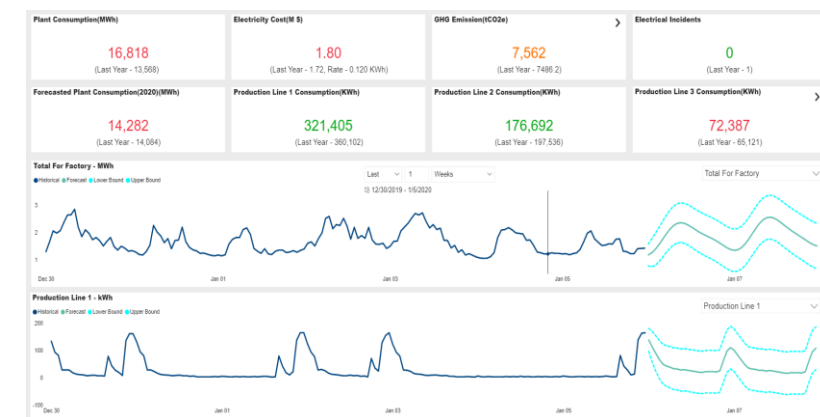 Plant Consumption(MWh)
16,818
(Last Year - 13,568)
Electricity Cost(M $)
1.80
(Last Year - 1.72, Rate - 0.120 KWh)
GHG Emission(tCO2e)
7,562
(Last Year - 7486.2)
Electrical Incidents
0
(Last Year - 1)
Forecasted Plant Consumption(2020)(MWh)
14,282
(Last Year - 14,084)
Production Line 1 Consumption(KWh)
321,405
(Last Year - 360,102)
Production Line 2 Consumption(KWh)
176,692
(Last Year - 197,536)
Production Line 3 Consumption(KWh)
72,387
(Last Year - 65,121)
Total For Factory - MWh
Historical Forecast Lower Bound Upper Bound
Last 1 Weeks
12/30/2019 - 1/5/2020
Total For Factory
3
2
1
Dec 30 Jan 01 Jan 03 Jan 05 Jan 07
Production Line 1 - kWh
Historical Forecast Lower Bound Upper Bound
Production Line 1
200
100
0
-100
Dec 30 Jan 01 Jan 03 Jan 05 Jan 07